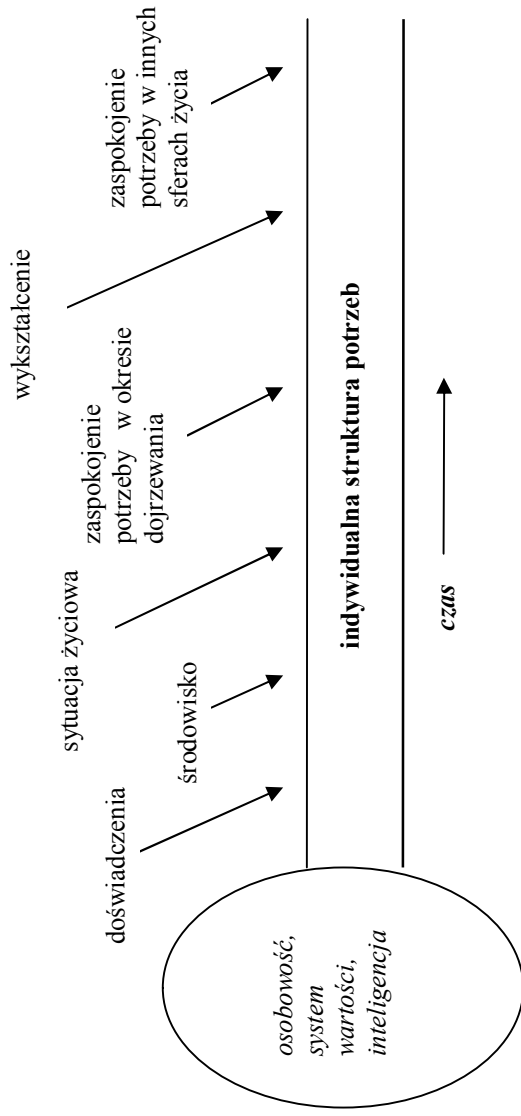 wykształcenie
sytuacja życiowa
zaspokojenie
potrzeby w okresie
dojrzewania
zaspokojenie
potrzeby w innych
sferach życia
doświadczenia
środowisko
osobowość,
system
wartości,
inteligencja
indywidualna struktura potrzeb
czas